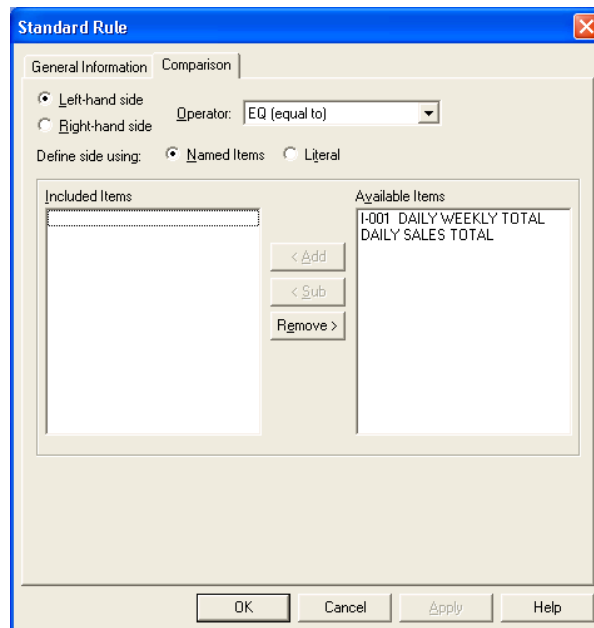 Standard Rule
General Information Comparison
Left-hand side
Right-hand side
Operator: EQ (equal to)
Define side using: Named Items Literal
Included Items
Available Items
I-001 DAILY WEEKLY TOTAL
DAILY SALES TOTAL
< Add
< Sub
Remove >
OK Cancel Apply Help